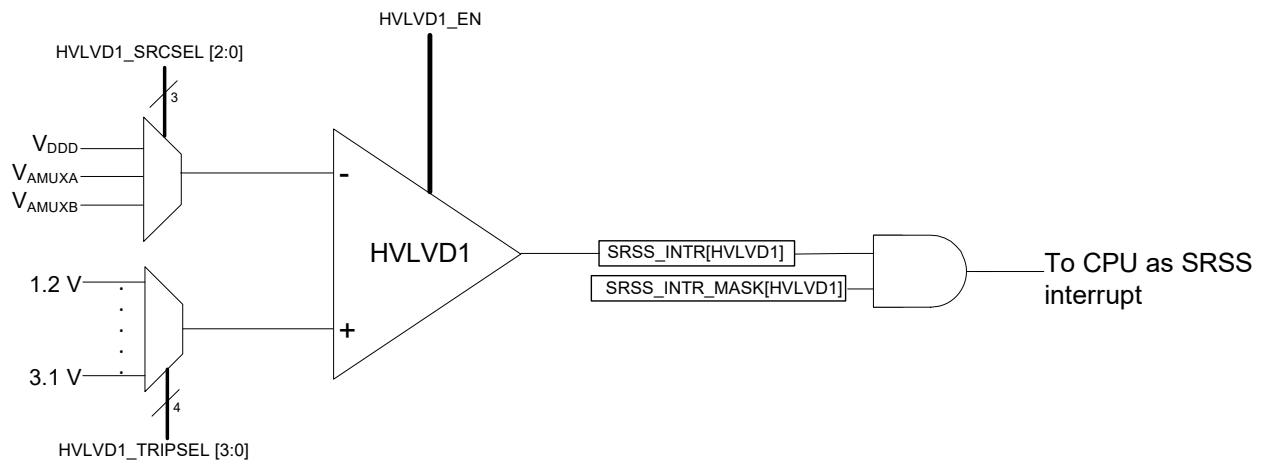 HVLVD1_EN
HVLVD1_SRCSEL [2:0]
3
VDDD
VAMUXA
VAMUXB
-
HVLVD1
SRSS_INTR[HVLVD1]
SRSS_INTR_MASK[HVLVD1]
To CPU as SRSS
interrupt
1.2 V
+
3.1 V
4
HVLVD1_TRIPSEL [3:0]